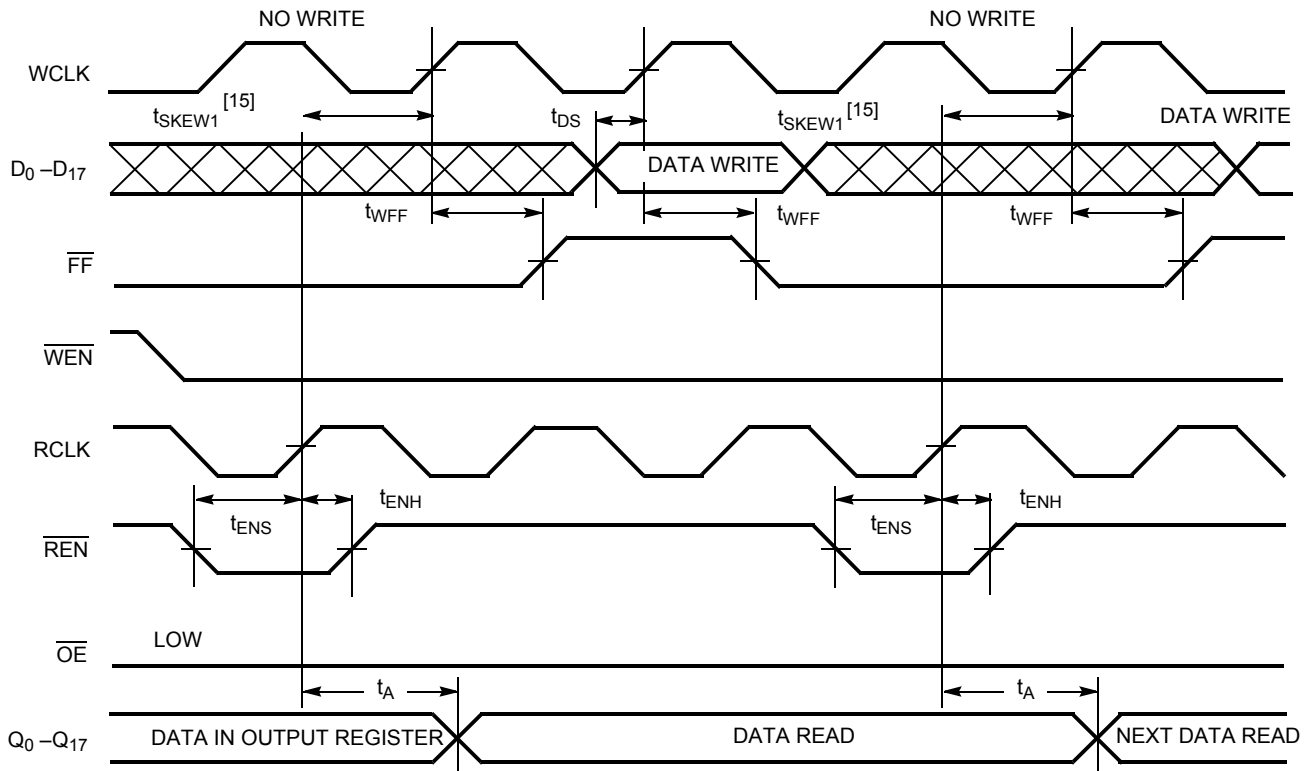 NO WRITE NO WRITE
WCLK
tSKEW1 [15] tDS tSKEW1 [15] DATA WRITE
D0 –D17 DATA WRITE
tWFF tWFF tWFF
FF
WEN
RCLK
tENS tENH tENS tENH
REN
LOW
OE
tA tA
Q0 –Q17 DATA IN OUTPUT REGISTER DATA READ NEXT DATA READ